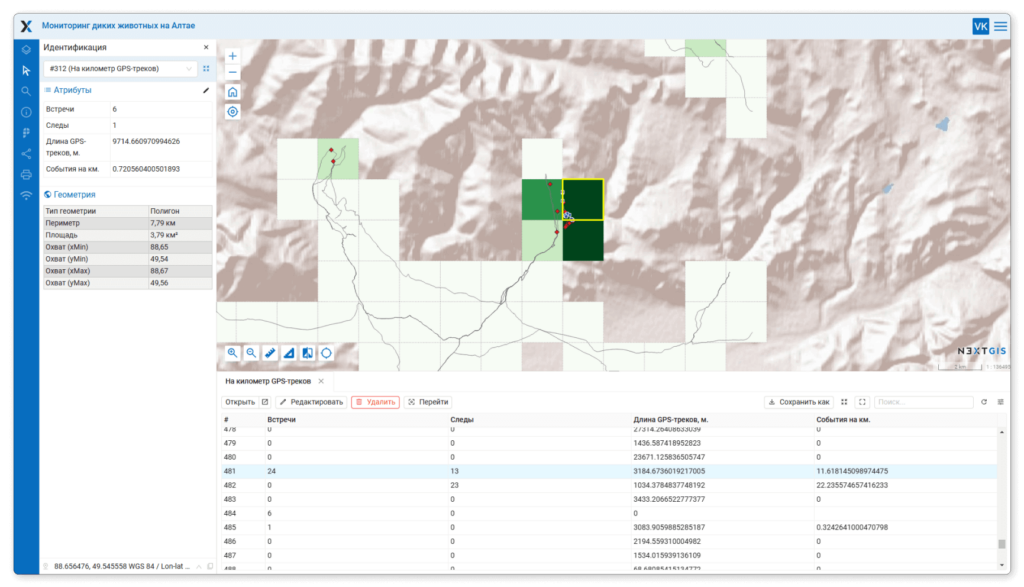 Мониторинг диких животных на Алтае
VK
Идентификация
#312 (На километр GPS-треков)
Атрибуты
Встречи 6
Следы 1
Длина GPS-треков, м. 9714.660970994626
События на км. 0.7205604005018​93
Геометрия
Тип геометрии Полигон
Периметр 7,79 км
Площадь 3,79 км²
Охват (xMin) 88,65
Охват (yMin) 49,54
Охват (xMax) 88,67
Охват (yMax) 49,56
88.656476, 49.545558 WGS 84 / Lon-lat ...
NEXTGIS
2 km
На километр GPS-треков
Открыть Редактировать Удалить Перейти Сохранить как Поиск...
# Встречи Следы Длина GPS-треков, м. События на км.
478 0 0 27314.26408633039 0
479 0 0 1436.587418952823 0
480 0 0 23671.125836505747 0
481 24 13 3184.6736019217005 11.618145098974475
482 0 23 1034.3784837748192 22.235574657416233
483 0 0 3433.2066522777377 0
484 6 0 0
485 1 0 3083.9059885285187 0.3242641000470798
486 0 0 2194.559310004982 0
487 0 0 1534.015939136109 0
488 0 0 68.68085415134772 0